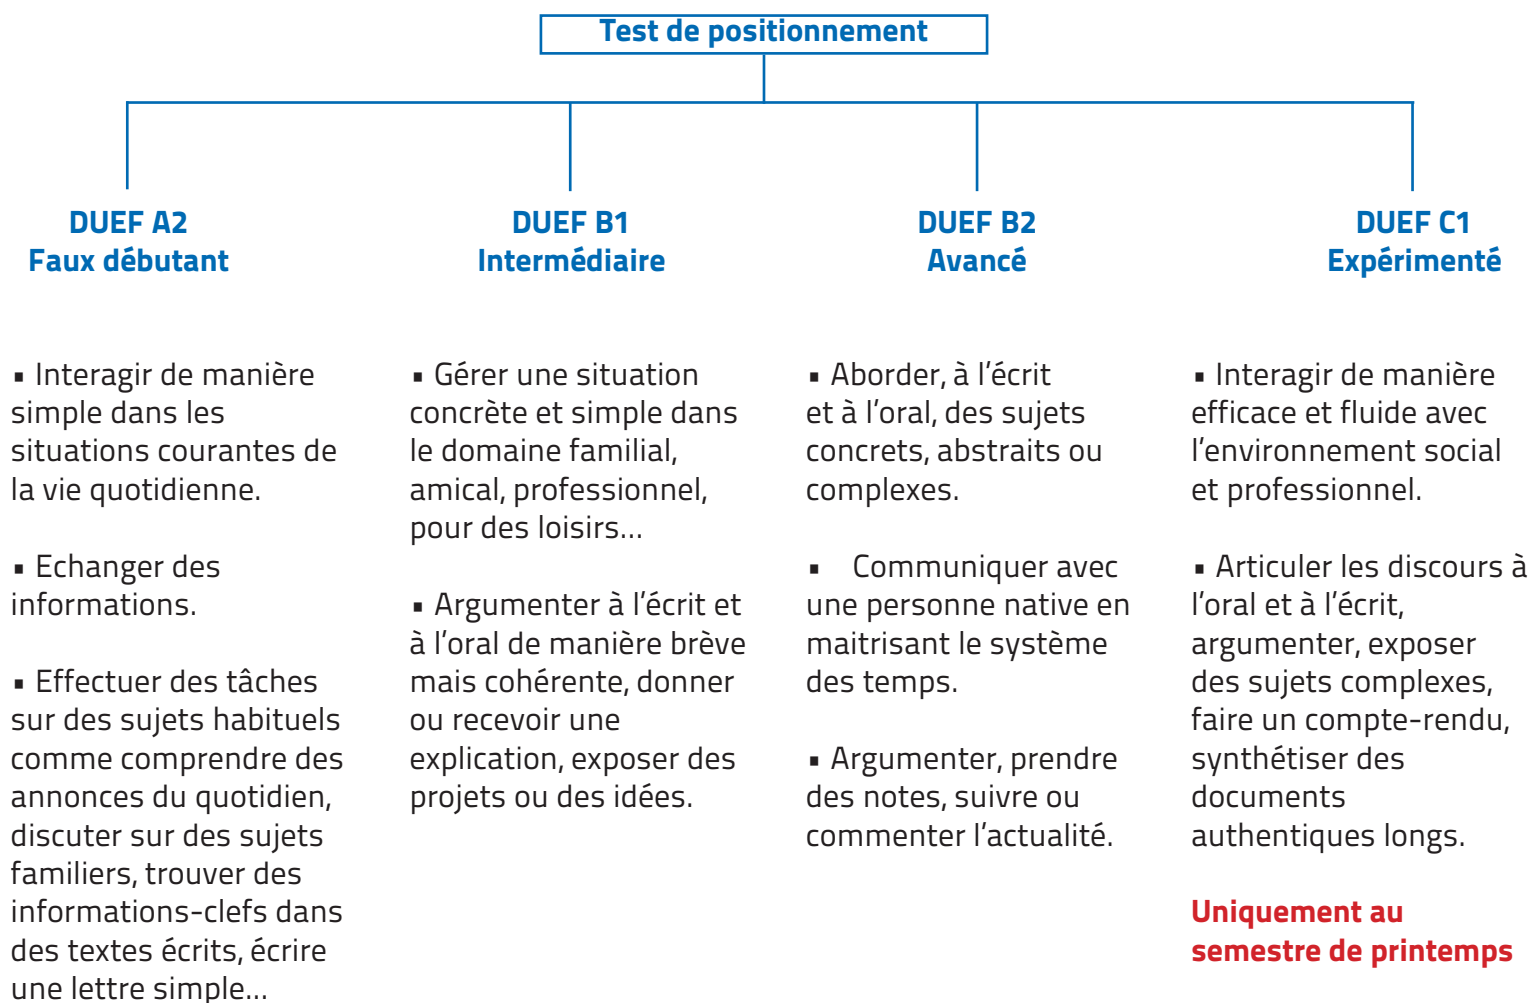 Test de positionnement
DUEF A2
Faux débutant
▪ Interagir de manière
simple dans les
situations courantes de
la vie quotidienne.
▪ Echanger des
informations.
▪ Effectuer des tâches
sur des sujets habituels
comme comprendre des
annonces du quotidien,
discuter sur des sujets
familiers, trouver des
informations-clefs dans
des textes écrits, écrire
une lettre simple...
DUEF B1
Intermédiaire
▪ Gérer une situation
concrète et simple dans
le domaine familial,
amical, professionnel,
pour des loisirs...
▪ Argumenter à l’écrit et
à l’oral de manière brève
mais cohérente, donner
ou recevoir une
explication, exposer des
projets ou des idées.
DUEF B2
Avancé
▪ Aborder, à l’écrit
et à l’oral, des sujets
concrets, abstraits ou
complexes.
▪ Communiquer avec
une personne native en
maitrisant le système
des temps.
▪ Argumenter, prendre
des notes, suivre ou
commenter l’actualité.
DUEF C1
Expérimenté
▪ Interagir de manière
efficace et fluide avec
l’environnement social
et professionnel.
▪ Articuler les discours à
l’oral et à l’écrit,
argumenter, exposer
des sujets complexes,
faire un compte-rendu,
synthétiser des
documents
authentiques longs.
Uniquement au
semestre de printemps